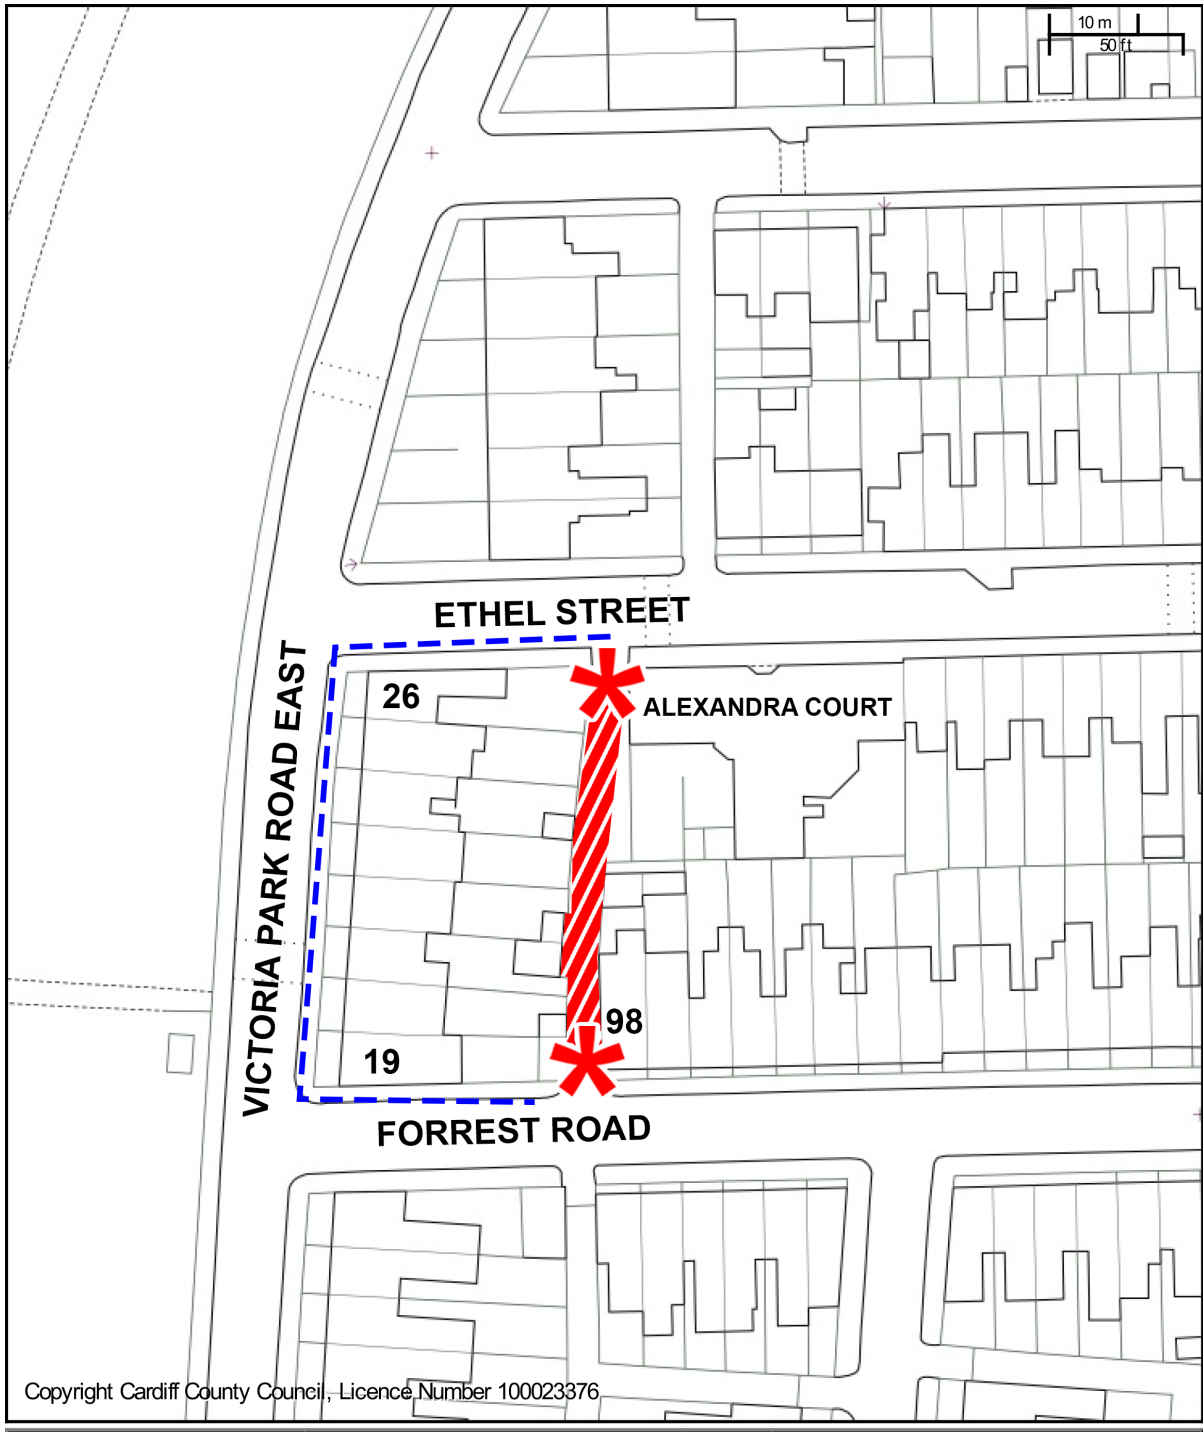 10 m
50 ft
ETHEL STREET
VICTORIA PARK ROAD EAST
26
ALEXANDRA COURT
98
19
FORREST ROAD
Copyright Cardiff County Council, Licence Number 100023376